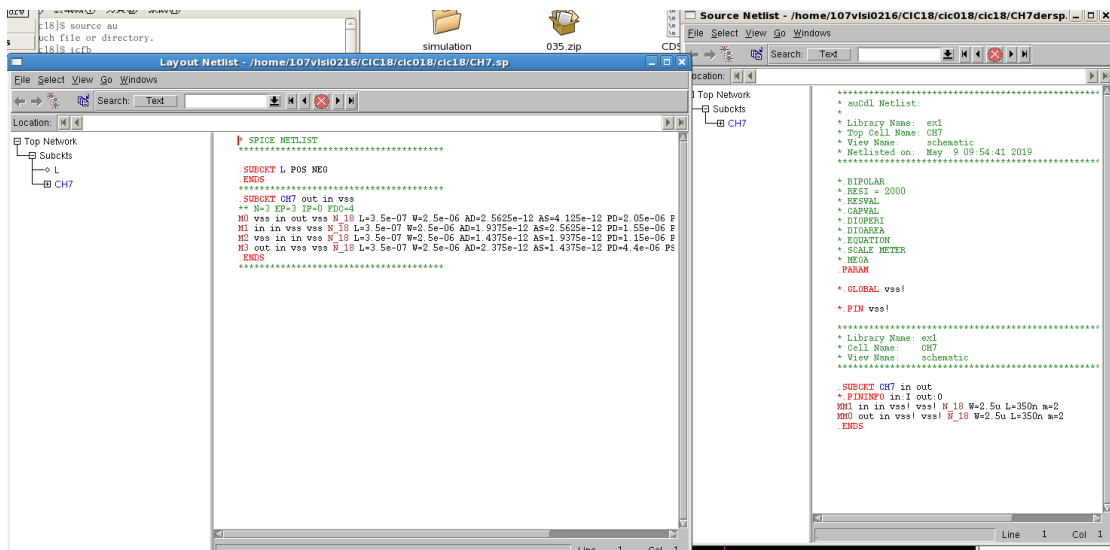 c18]$ source au
uch file or directory.
c18]$ icfb
simulation
035.zip
CDS
Layout Netlist - /home/107vlsi0216/CIC18/cic018/cic18/CH7.sp
File Select View Go Windows
Search: Text
Location:
Top Network
Subckts
L
CH7
* SPICE NETLIST
****************************************
.SUBCKT L POS NEG
.ENDS
****************************************
.SUBCKT CH7 out in vss
** N=3 EP=3 IP=0 FDC=4
M0 vss in out vss N_18 L=3.5e-07 W=2.5e-06 AD=2.5625e-12 AS=4.125e-12 PD=2.05e-06 P
M1 in in vss vss N_18 L=3.5e-07 W=2.5e-06 AD=1.9375e-12 AS=2.5625e-12 PD=1.55e-06 P
M2 vss in in vss N_18 L=3.5e-07 W=2.5e-06 AD=1.4375e-12 AS=1.9375e-12 PD=1.15e-06 P
M3 out in vss vss N_18 L=3.5e-07 W=2.5e-06 AD=2.375e-12 AS=1.4375e-12 PD=4.4e-06 PS
.ENDS
****************************************
Line 1 Col 1
Source Netlist - /home/107vlsi0216/CIC18/cic018/cic18/CH7dersp.
File Select View Go Windows
Search: Text
ocation:
Top Network
Subckts
CH7
****************************************
* auCdl Netlist:
*
* Library Name: ex1
* Top Cell Name: CH7
* View Name: schematic
* Netlisted on: May 9 09:54:41 2019
****************************************
*.BIPOLAR
*.RESI = 2000
*.RESVAL
*.CAPVAL
*.DIOPERI
*.DIOAREA
*.EQUATION
*.SCALE METER
*.MEGA
.PARAM
*.GLOBAL vss!
*.PIN vss!
****************************************
* Library Name: ex1
* Cell Name: CH7
* View Name: schematic
****************************************
.SUBCKT CH7 in out
*.PININFO in:I out:O
MM1 in in vss! vss! N_18 W=2.5u L=350n m=2
MM0 out in vss! vss! N_18 W=2.5u L=350n m=2
.ENDS
Line 1 Col 1